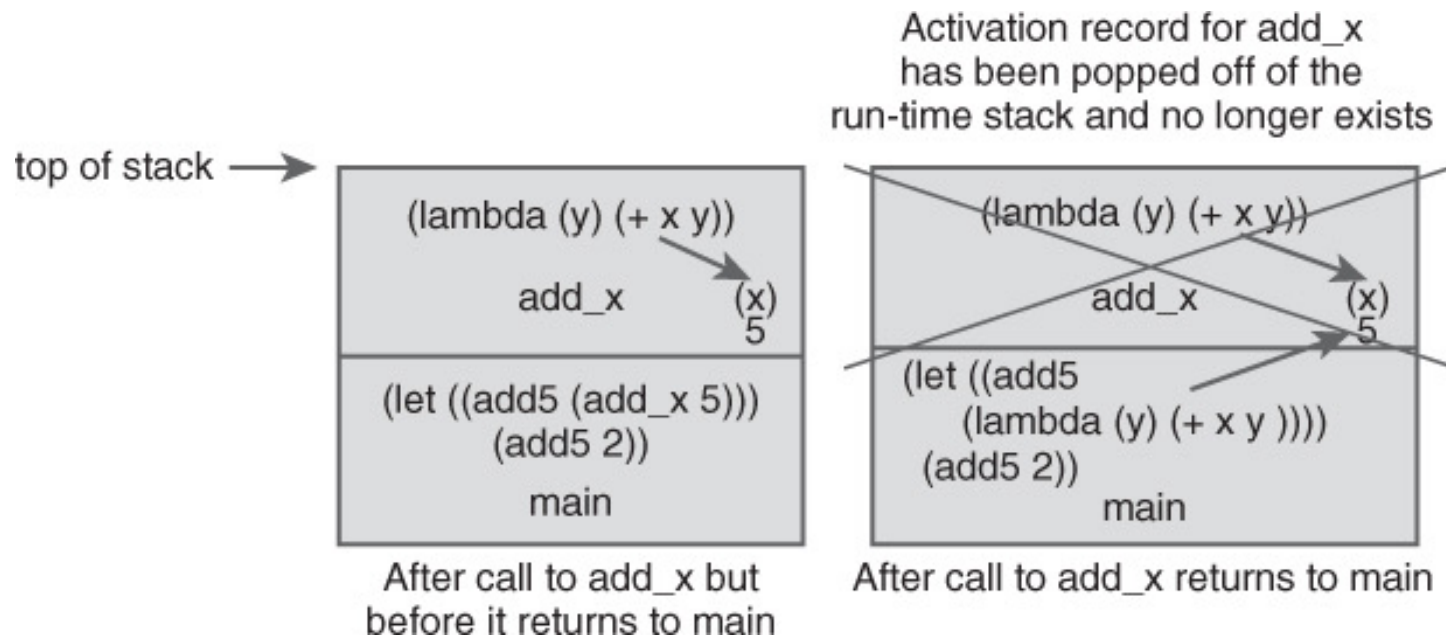 Activation record for add_x
has been popped off of the
run-time stack and no longer exists
top of stack
(lambda (y) (+ x y))
add_x
(x)
5
(let ((add5 (add_x 5)))
(add5 2))
main
After call to add_x but
before it returns to main
(lambda (y) (+ x y))
add_x
(x)
5
(let ((add5
(lambda (y) (+ x y ))))
(add5 2))
main
After call to add_x returns to main